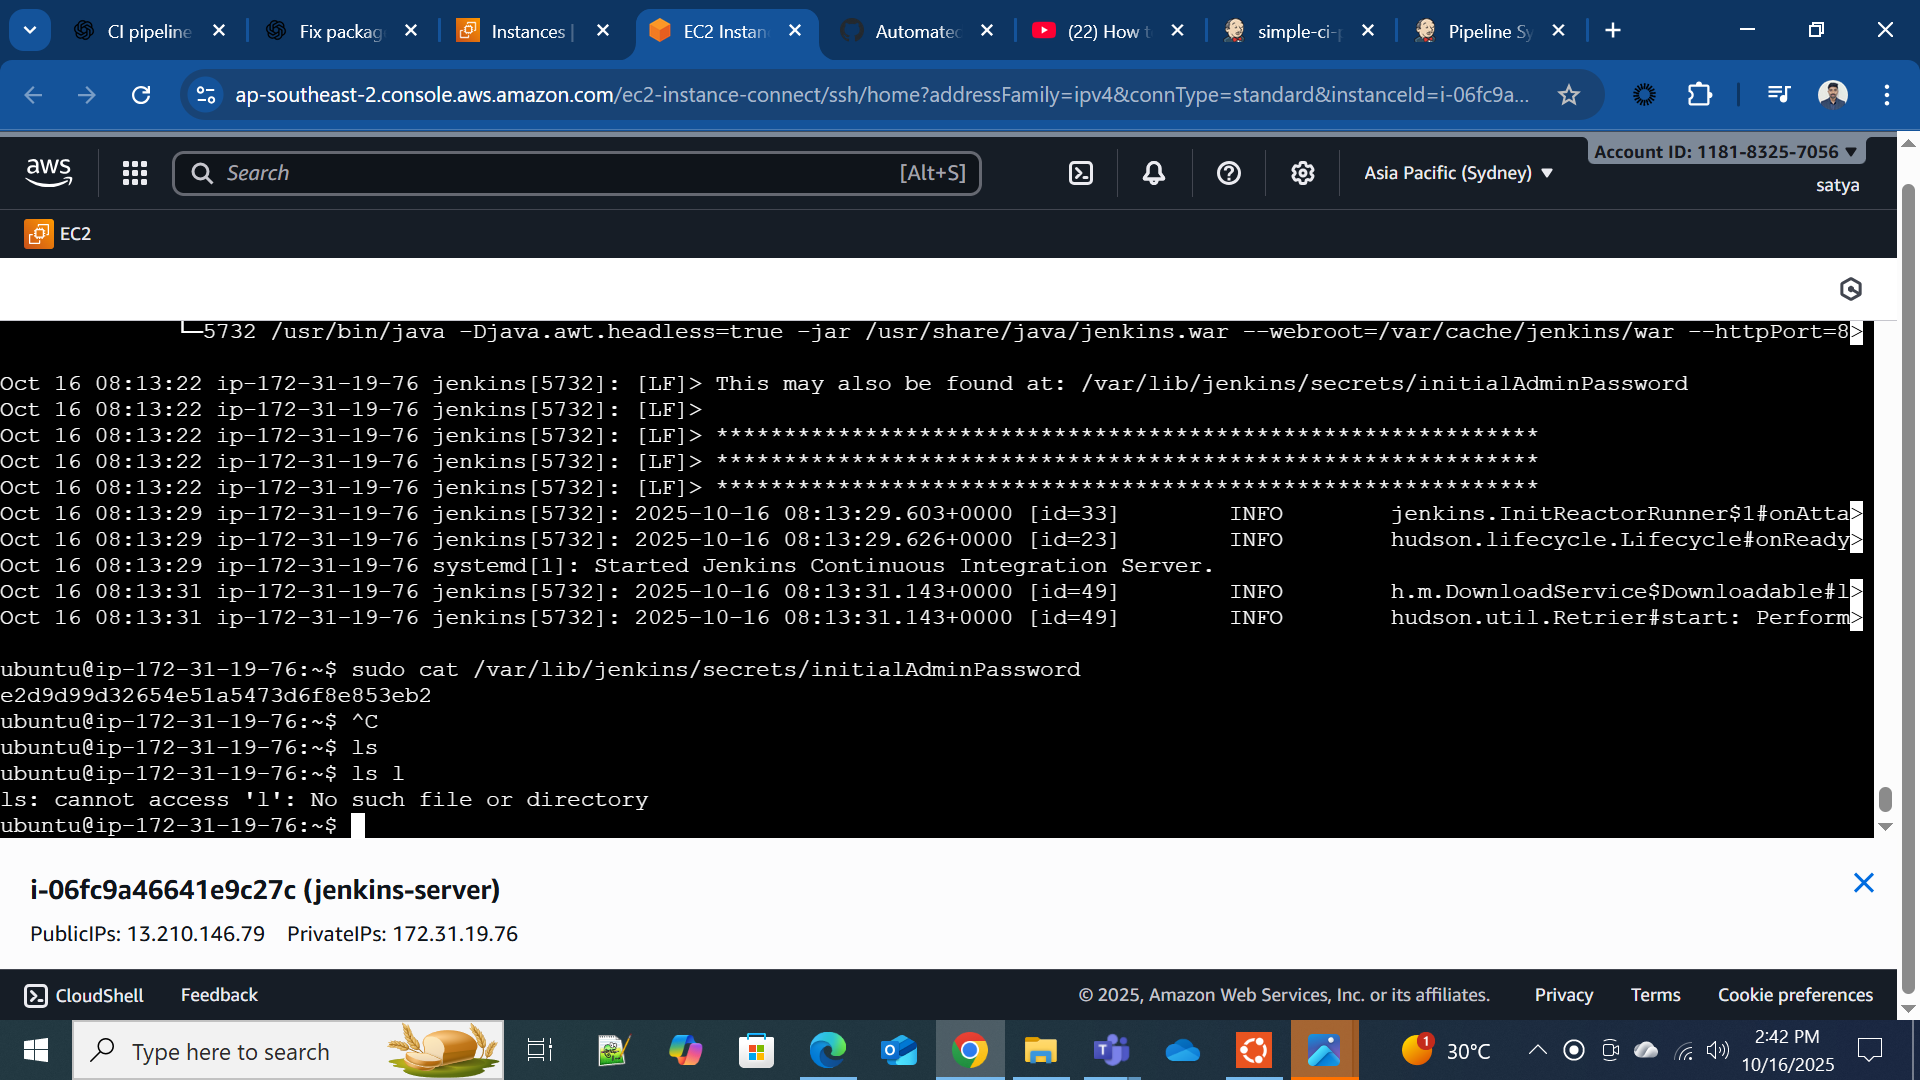 CI pipeline
Fix packag
Instances |
EC2 Instan
Automated
(22) How t
simple-ci-p
Pipeline Sy
ap-southeast-2.console.aws.amazon.com/ec2-instance-connect/ssh/home?addressFamily=ipv4&connType=standard&instanceId=i-06fc9a...
aws
Search
[Alt+S]
Asia Pacific (Sydney)
Account ID: 1181-8325-7056
satya
EC2
└─5732 /usr/bin/java -Djava.awt.headless=true -jar /usr/share/java/jenkins.war --webroot=/var/cache/jenkins/war --httpPort=8>
Oct 16 08:13:22 ip-172-31-19-76 jenkins[5732]: [LF]> This may also be found at: /var/lib/jenkins/secrets/initialAdminPassword
Oct 16 08:13:22 ip-172-31-19-76 jenkins[5732]: [LF]>
Oct 16 08:13:22 ip-172-31-19-76 jenkins[5732]: [LF]> *************************************************************
Oct 16 08:13:22 ip-172-31-19-76 jenkins[5732]: [LF]> *************************************************************
Oct 16 08:13:22 ip-172-31-19-76 jenkins[5732]: [LF]> *************************************************************
Oct 16 08:13:29 ip-172-31-19-76 jenkins[5732]: 2025-10-16 08:13:29.603+0000 [id=33] INFO jenkins.InitReactorRunner$1#onAtta>
Oct 16 08:13:29 ip-172-31-19-76 jenkins[5732]: 2025-10-16 08:13:29.626+0000 [id=23] INFO hudson.lifecycle.Lifecycle#onReady>
Oct 16 08:13:29 ip-172-31-19-76 systemd[1]: Started Jenkins Continuous Integration Server.
Oct 16 08:13:31 ip-172-31-19-76 jenkins[5732]: 2025-10-16 08:13:31.143+0000 [id=49] INFO h.m.DownloadService$Downloadable#l>
Oct 16 08:13:31 ip-172-31-19-76 jenkins[5732]: 2025-10-16 08:13:31.143+0000 [id=49] INFO hudson.util.Retrier#start: Perform>
ubuntu@ip-172-31-19-76:~$ sudo cat /var/lib/jenkins/secrets/initialAdminPassword
e2d9d99d32654e51a5473d6f8e853eb2
ubuntu@ip-172-31-19-76:~$ ^C
ubuntu@ip-172-31-19-76:~$ ls
ubuntu@ip-172-31-19-76:~$ ls l
ls: cannot access 'l': No such file or directory
ubuntu@ip-172-31-19-76:~$
i-06fc9a46641e9c27c (jenkins-server)
PublicIPs: 13.210.146.79 PrivateIPs: 172.31.19.76
CloudShell Feedback © 2025, Amazon Web Services, Inc. or its affiliates. Privacy Terms Cookie preferences
Type here to search
1
30°C
2:42 PM
10/16/2025